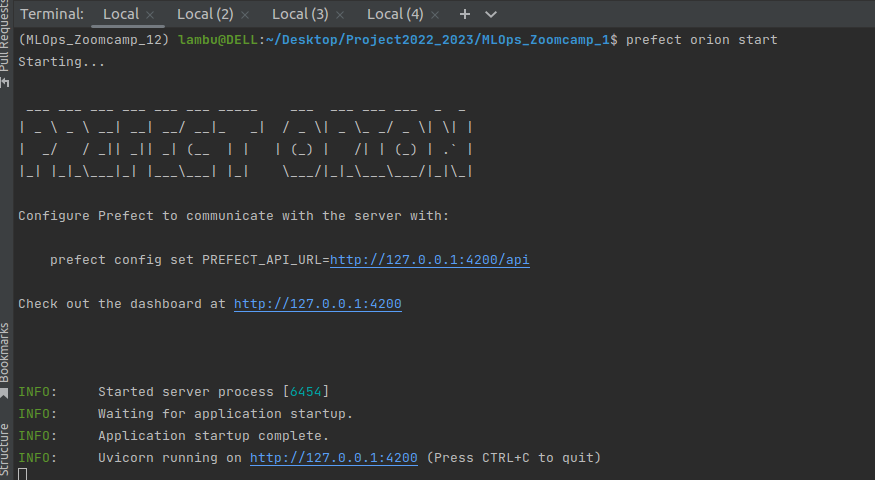 Terminal: Local × Local (2) × Local (3) × Local (4) × + ⌄
Pull Requests
(MLOps_Zoomcamp_12) lambu@DELL:~/Desktop/Project2022_2023/MLOps_Zoomcamp_1$ prefect orion start
Starting...
 ___ ___ ___ ___ ___ ___ _____    ___  ___ ___ ___  _  _
| _ \ _ \ __| __| __/ __|_   _|  / _ \| _ \_ _/ _ \| \| |
|  _/   / _|| _|| _| (__  | |   | (_) |   /| | (_) | .` |
|_| |_|_\___|_| |___\___| |_|    \___/|_|_\___\___/|_|\_|
Configure Prefect to communicate with the server with:
prefect config set PREFECT_API_URL=http://127.0.0.1:4200/api
Check out the dashboard at http://127.0.0.1:4200
Bookmarks
INFO: Started server process [6454]
INFO: Waiting for application startup.
INFO: Application startup complete.
INFO: Uvicorn running on http://127.0.0.1:4200 (Press CTRL+C to quit)
Structure